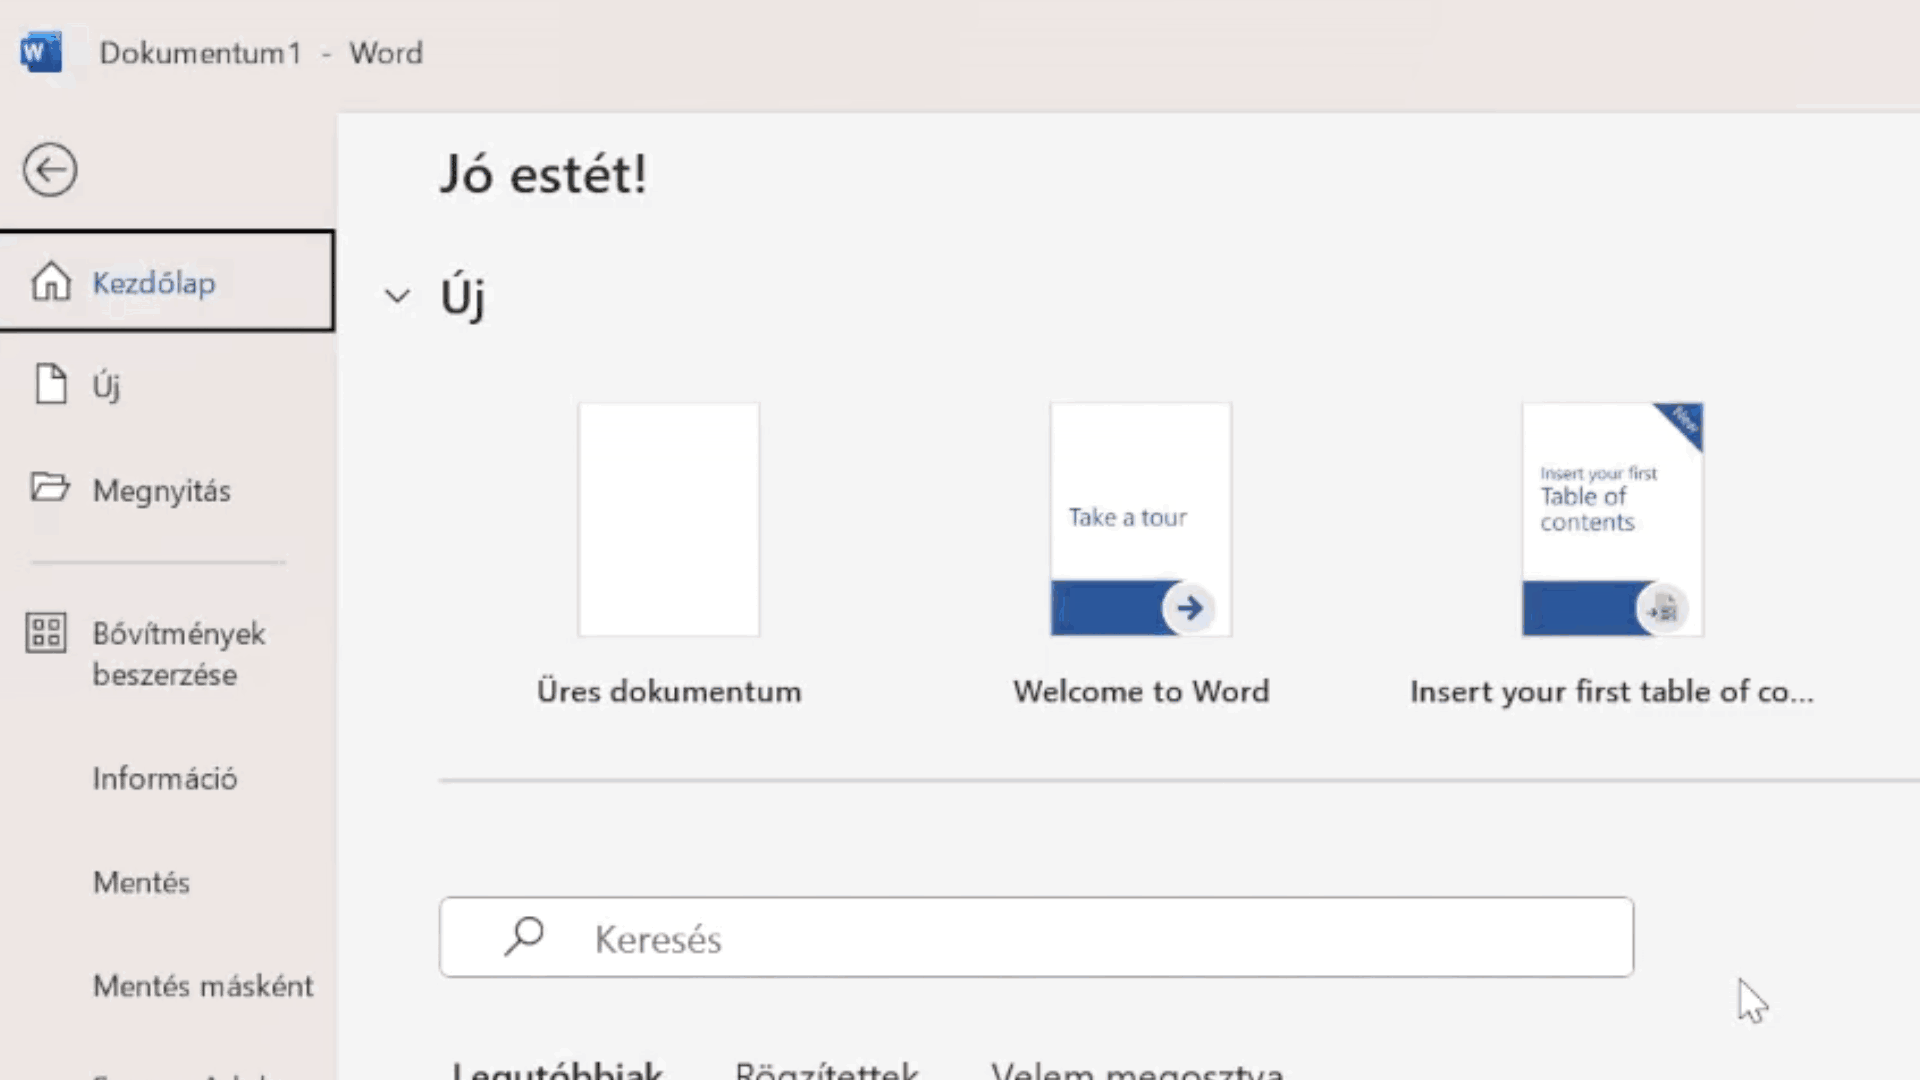 Dokumentum1 - Word
Jó estét!
Kezdőlap
Új
Új
Megnyitás
New
Take a tour
Insert your first
Table of
contents
Bővítmények
beszerzése
Üres dokumentum
Welcome to Word
Insert your first table of co...
Információ
Mentés
Keresés
Mentés másként
Legutóbbiak
Rögzítettek
Velem megosztva